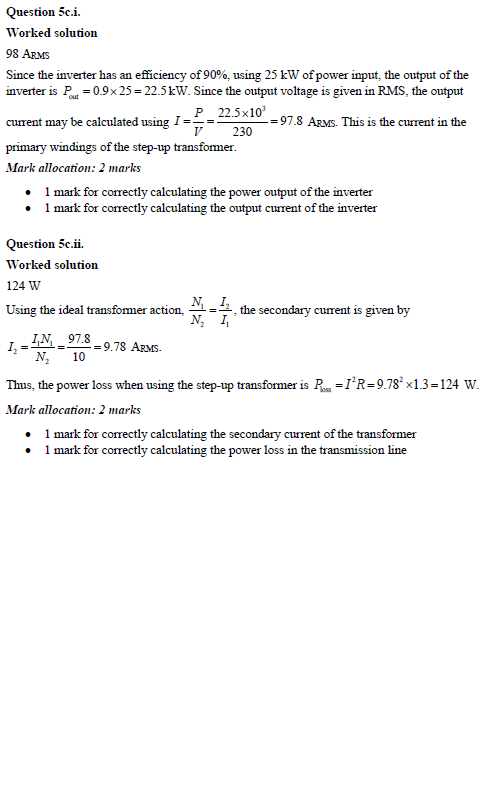 Question 5c.i.
Worked solution
98 ARMS
Since the inverter has an efficiency of 90%, using 25 kW of power input, the output of the
inverter is P_out = 0.9 × 25 = 22.5 kW. Since the output voltage is given in RMS, the output
current may be calculated using I = P/V = 22.5×10³/230 = 97.8 ARMS. This is the current in the
primary windings of the step-up transformer.
Mark allocation: 2 marks
• 1 mark for correctly calculating the power output of the inverter
• 1 mark for correctly calculating the output current of the inverter
Question 5c.ii.
Worked solution
124 W
Using the ideal transformer action, N₁/N₂ = I₂/I₁, the secondary current is given by
I₂ = I₁N₁/N₂ = 97.8/10 = 9.78 ARMS.
Thus, the power loss when using the step-up transformer is P_loss = I²R = 9.78² × 1.3 = 124 W.
Mark allocation: 2 marks
• 1 mark for correctly calculating the secondary current of the transformer
• 1 mark for correctly calculating the power loss in the transmission line